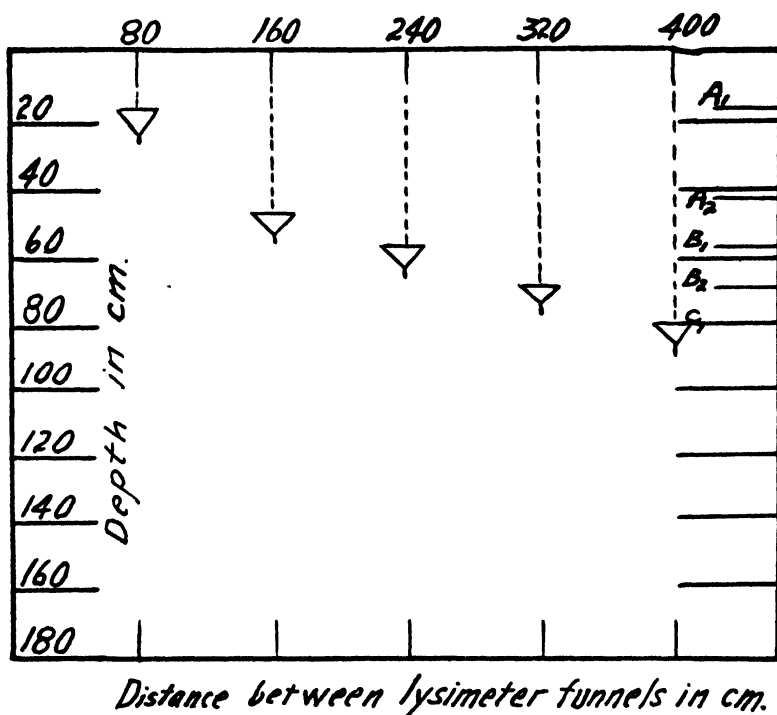 80 160 240 320 400
A₁
20
40
A₂
60
B₁
B₂
80
C₁
100
120
140
160
180
Depth in cm.
Distance between lysimeter funnels in cm.